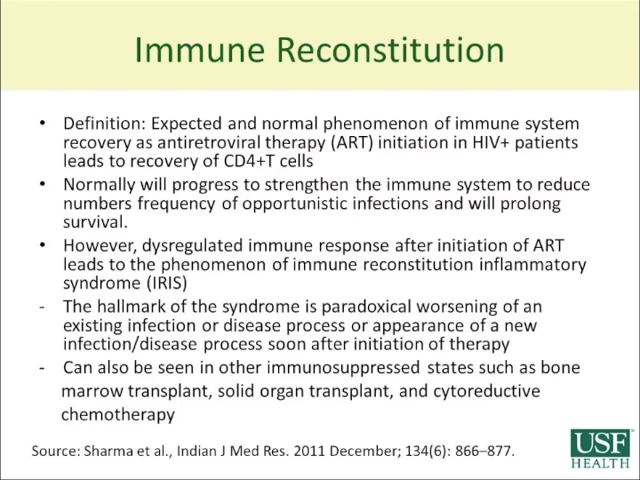 Immune Reconstitution
• Definition: Expected and normal phenomenon of immune system
recovery as antiretroviral therapy (ART) initiation in HIV+ patients
leads to recovery of CD4+T cells
• Normally will progress to strengthen the immune system to reduce
numbers frequency of opportunistic infections and will prolong
survival.
• However, dysregulated immune response after initiation of ART
leads to the phenomenon of immune reconstitution inflammatory
syndrome (IRIS)
- The hallmark of the syndrome is paradoxical worsening of an
existing infection or disease process or appearance of a new
infection/disease process soon after initiation of therapy
- Can also be seen in other immunosuppressed states such as bone
marrow transplant, solid organ transplant, and cytoreductive
chemotherapy
Source: Sharma et al., Indian J Med Res. 2011 December; 134(6): 866–877.
USF
HEALTH